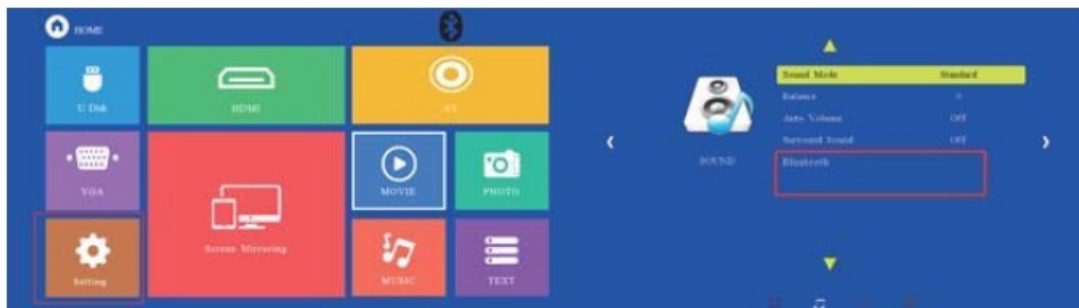 HOME
U Disk
HDMI
AV
VGA
MOVIE
PHOTO
Setting
Screen Mirroring
MUSIC
TEXT
SOUND
Sound Mode Standard
Balance 0
Auto Volume Off
Surround Sound Off
Bluetooth